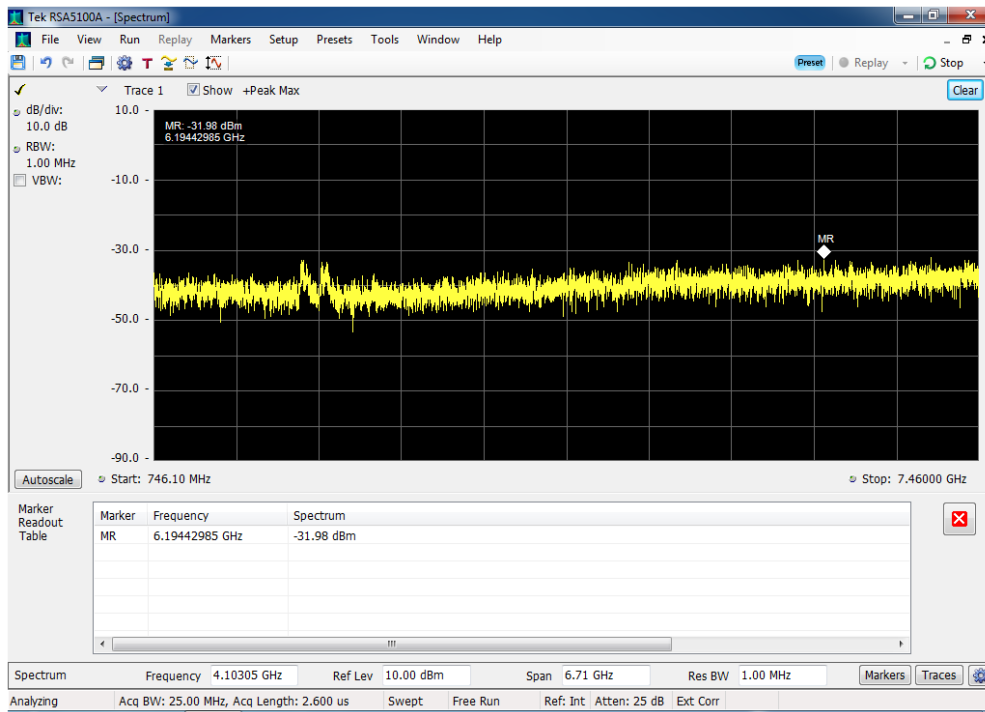 Tek RSA5100A - [Spectrum]
File View Run Replay Markers Setup Presets Tools Window Help
T Preset Replay Stop
Trace 1 Show +Peak Max Clear
dB/div:
10.0 dB
RBW:
1.00 MHz
VBW:
10.0
-10.0
-30.0
-50.0
-70.0
-90.0
MR: -31.98 dBm
6.19442985 GHz
MR
Autoscale Start: 746.10 MHz Stop: 7.46000 GHz
Marker
Readout
Table
Marker Frequency Spectrum
MR 6.19442985 GHz -31.98 dBm
Spectrum Frequency 4.10305 GHz Ref Lev 10.00 dBm Span 6.71 GHz Res BW 1.00 MHz Markers Traces
Analyzing Acq BW: 25.00 MHz, Acq Length: 2.600 us Swept Free Run Ref: Int Atten: 25 dB Ext Corr